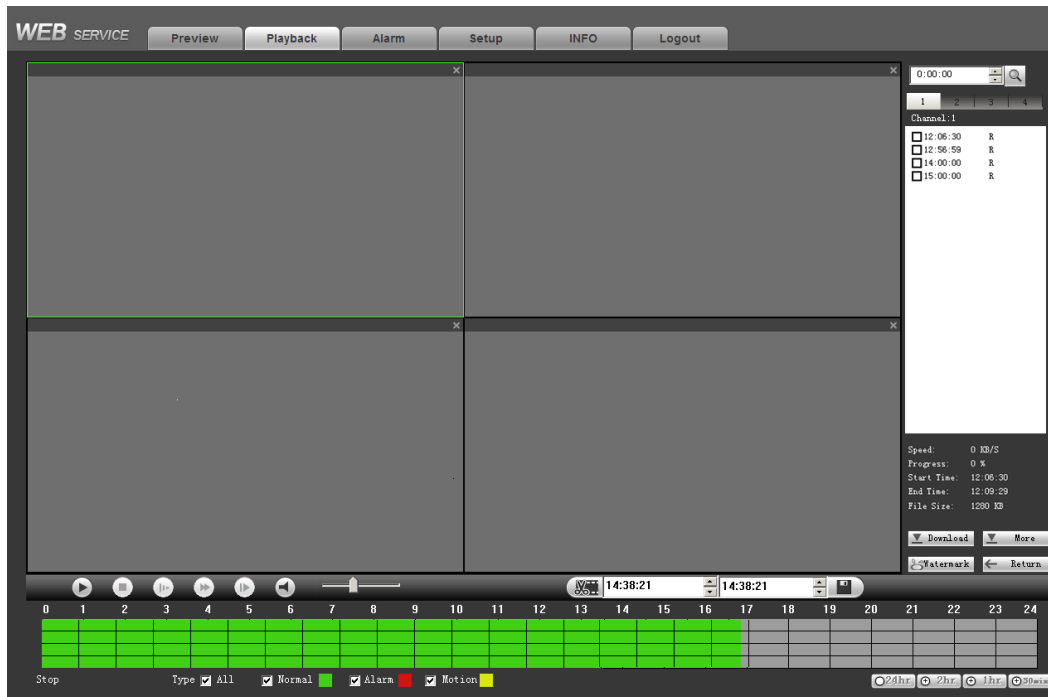 WEB SERVICE
Preview Playback Alarm Setup INFO Logout
0:00:00
1 2 3 4
Channel:1
12:06:30 R
12:56:59 R
14:00:00 R
15:00:00 R
Speed: 0 KB/S
Progress: 0 %
Start Time: 12:06:30
End Time: 12:09:29
File Size: 1280 KB
Download More
Watermark Return
14:38:21 14:38:21
0 1 2 3 4 5 6 7 8 9 10 11 12 13 14 15 16 17 18 19 20 21 22 23 24
Stop Type All Normal Alarm Motion 24hr 2hr 1hr 30min